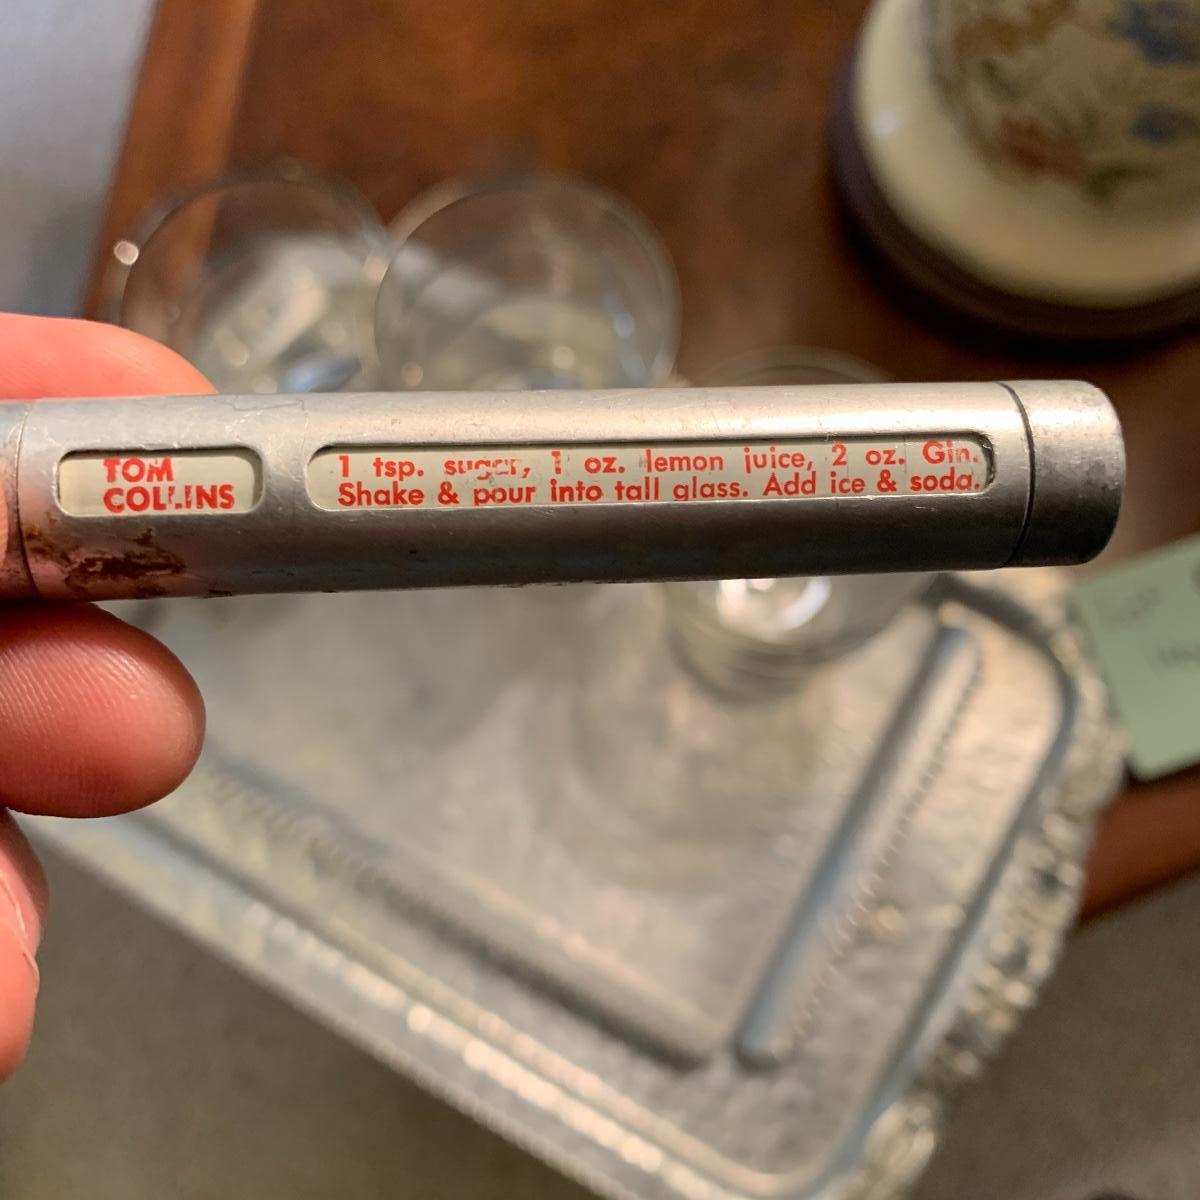 TOM
COLLINS
1 tsp. sugar, 1 oz. lemon juice, 2 oz. Gin.
Shake & pour into tall glass. Add ice & soda.